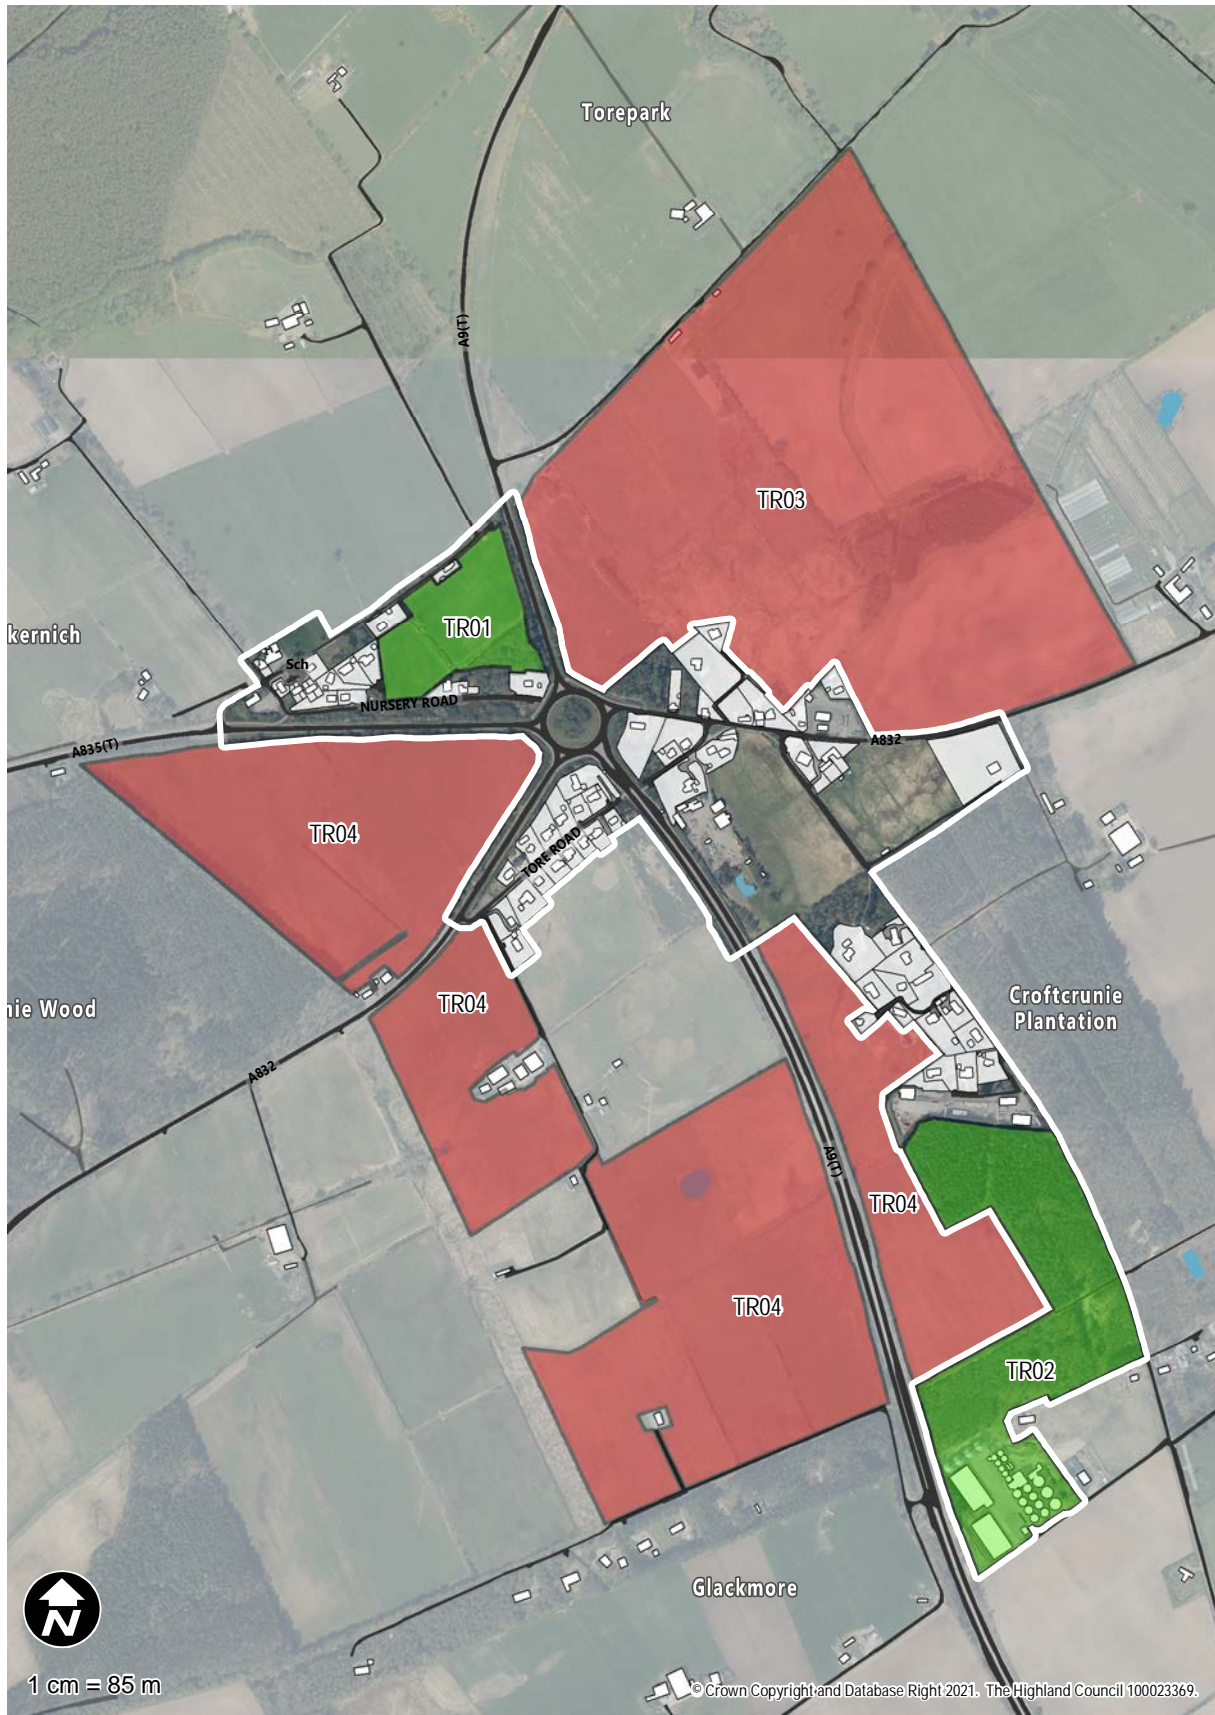 Torepark
A9(T)
TR03
TR01
kernich
Sch
NURSERY ROAD
A835(T)
A832
TR04
TORE ROAD
TR04
Croftcrunie
Plantation
nie Wood
A832
A9(T)
TR04
TR04
TR02
Glackmore
N
1 cm = 85 m
© Crown Copyright and Database Right 2021. The Highland Council 100023369.